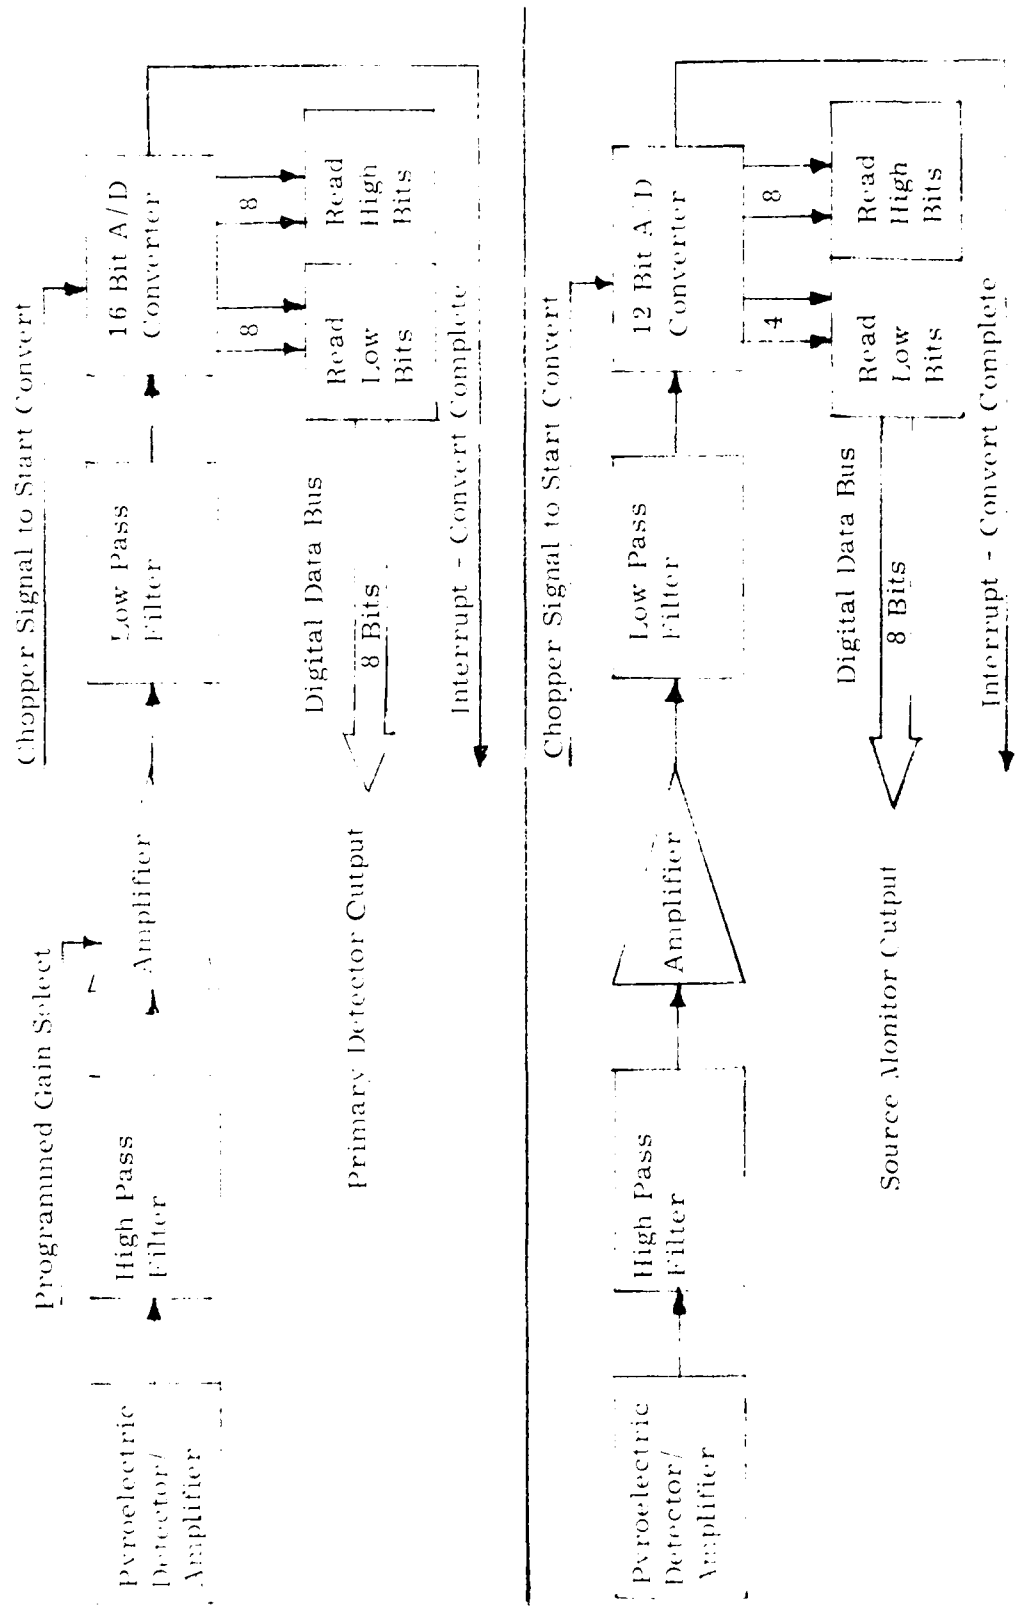 Pyroelectric
Detector/
Amplifier
High Pass
Filter
Programmed Gain Select
Amplifier
Low Pass
Filter
Chopper Signal to Start Convert
16 Bit A/D
Converter
8
8
Read
Low
Bits
Read
High
Bits
Digital Data Bus
8 Bits
Interrupt - Convert Complete
Primary Detector Output
Pyroelectric
Detector/
Amplifier
High Pass
Filter
Amplifier
Low Pass
Filter
Chopper Signal to Start Convert
12 Bit A/D
Converter
4
8
Read
Low
Bits
Read
High
Bits
Digital Data Bus
8 Bits
Interrupt - Convert Complete
Source Monitor Output